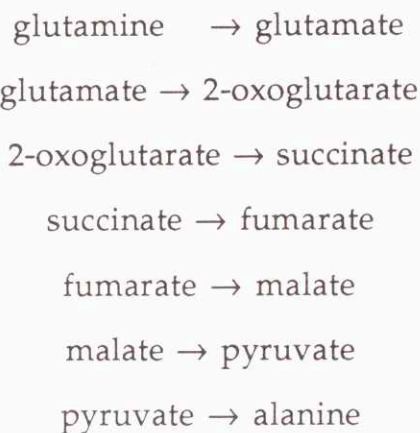 glutamine → glutamate
glutamate → 2-oxoglutarate
2-oxoglutarate → succinate
succinate → fumarate
fumarate → malate
malate → pyruvate
pyruvate → alanine